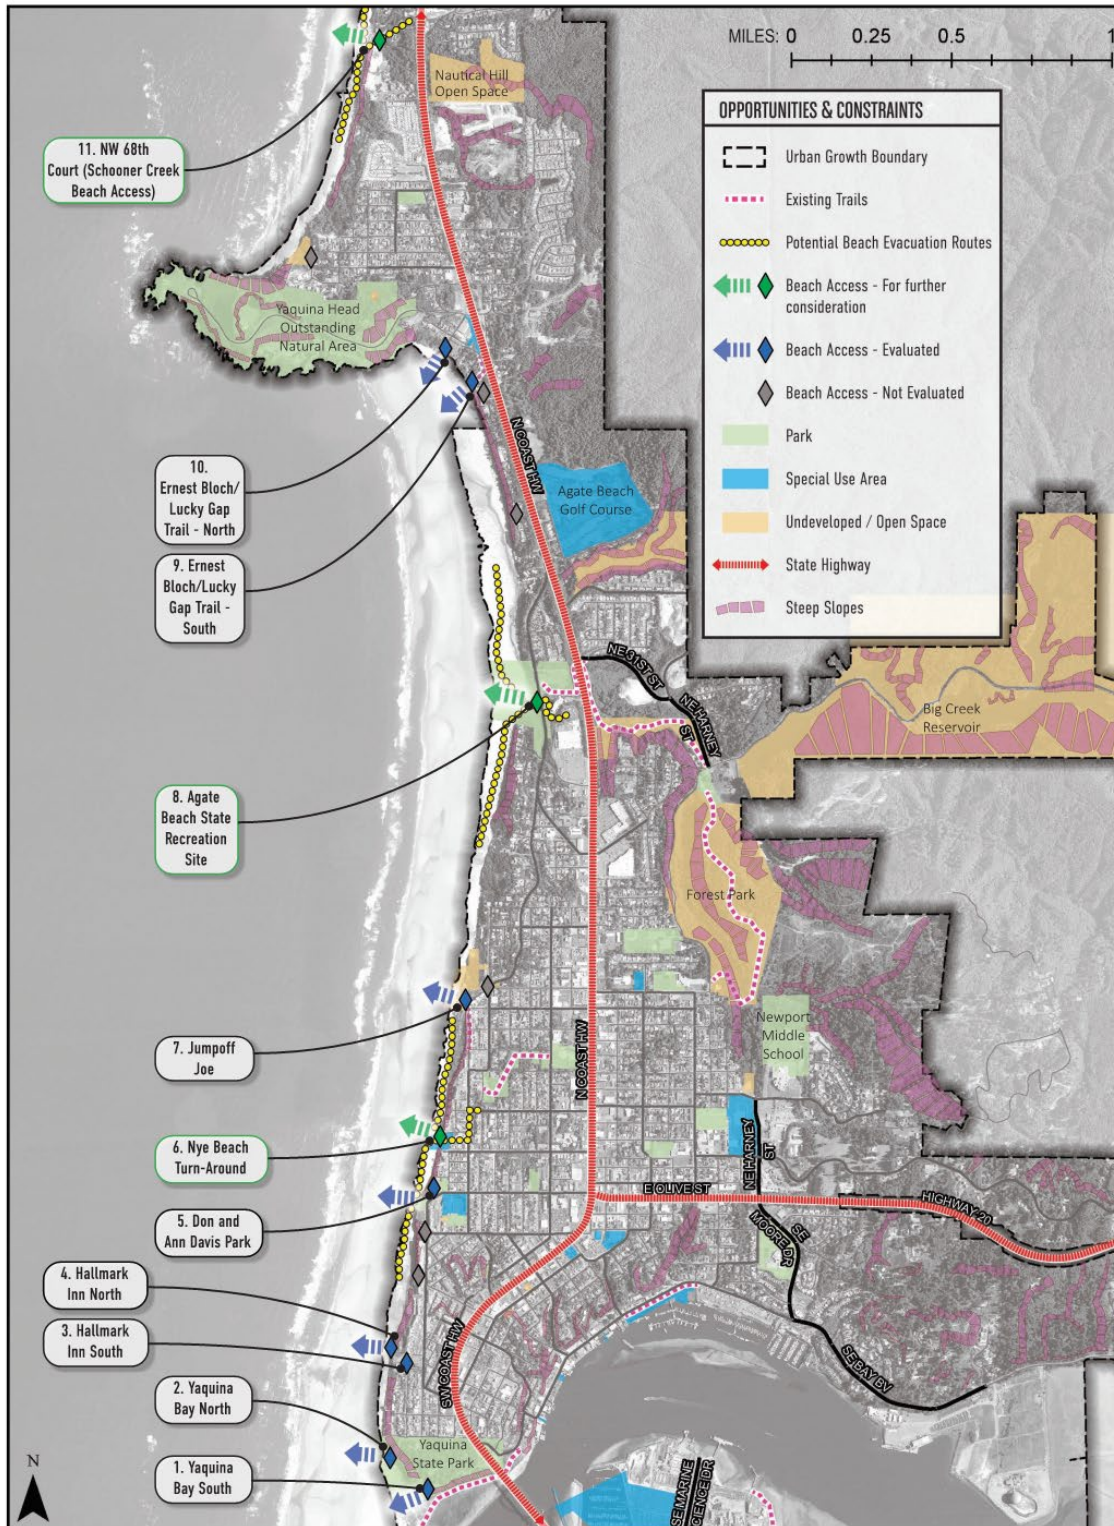 MILES: 0 0.25 0.5 1
OPPORTUNITIES & CONSTRAINTS
Urban Growth Boundary
Existing Trails
Potential Beach Evacuation Routes
Beach Access - For further
consideration
Beach Access - Evaluated
Beach Access - Not Evaluated
Park
Special Use Area
Undeveloped / Open Space
State Highway
Steep Slopes
Nautical Hill
Open Space
11. NW 68th
Court (Schooner Creek
Beach Access)
Yaquina Head
Outstanding
Natural Area
N COAST HW
10.
Ernest Bloch/
Lucky Gap
Trail - North
Agate Beach
Golf Course
9. Ernest
Bloch/Lucky
Gap Trail -
South
NE 31ST ST
NE HARNEY
ST
Big Creek
Reservoir
8. Agate
Beach State
Recreation
Site
Forest Park
Newport
Middle
School
7. Jumpoff
Joe
N COAST HW
6. Nye Beach
Turn-Around
NE HARNEY
ST
E OLIVE ST
HIGHWAY 20
5. Don and
Ann Davis Park
SE
MOORE DR
4. Hallmark
Inn North
3. Hallmark
Inn South
SW COAST HW
SE BAY BV
2. Yaquina
Bay North
Yaquina
State Park
1. Yaquina
Bay South
N
SE MARINE
CIENCE DR